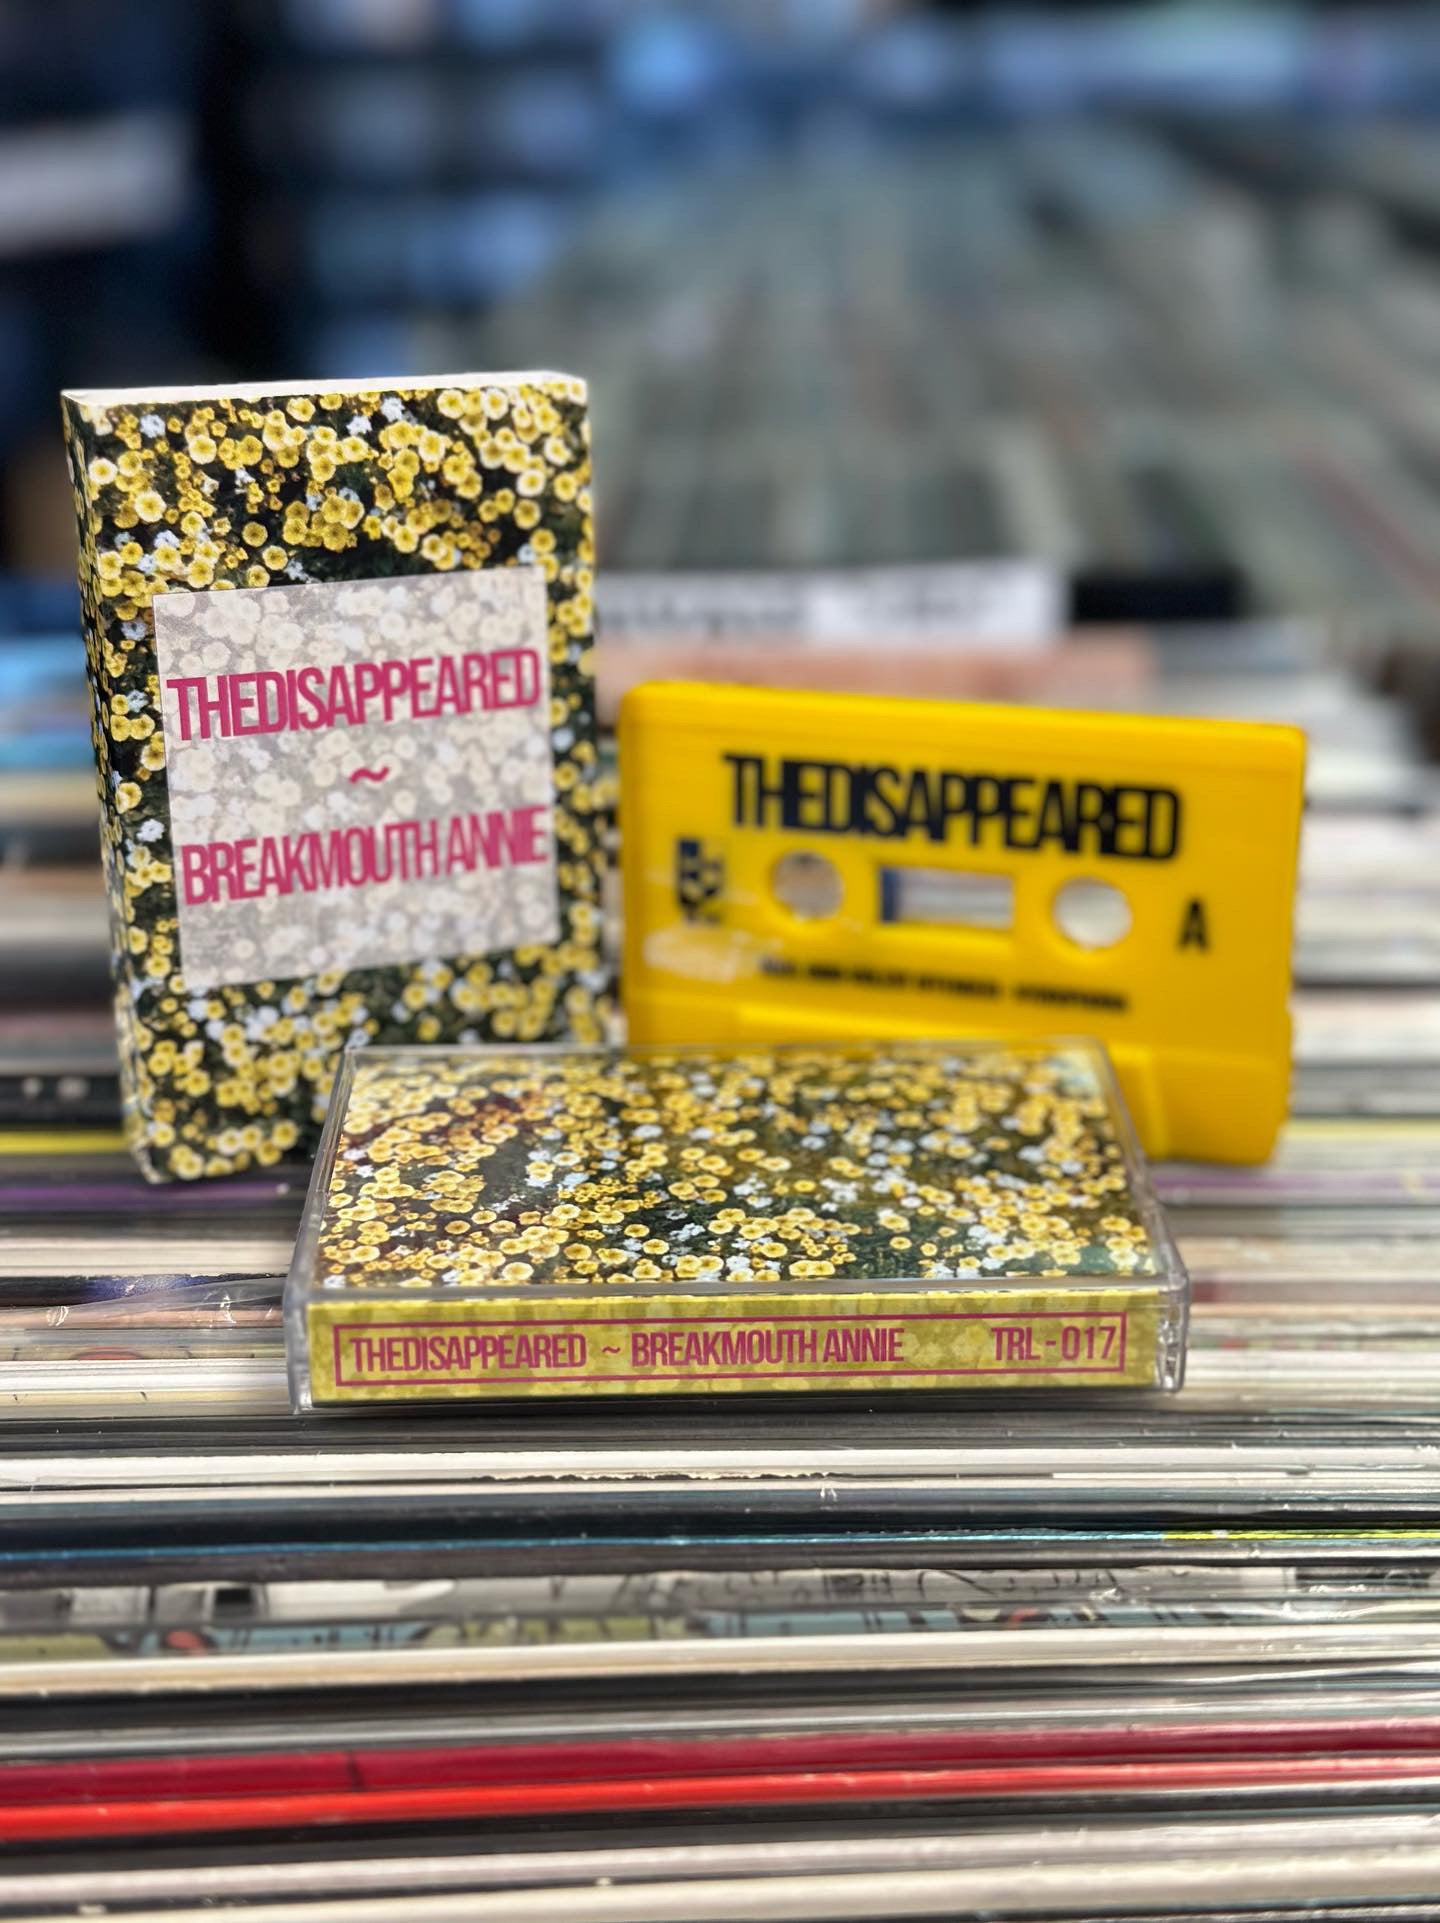 THEDISAPPEARED
~
BREAKMOUTH ANNIE
THEDISAPPEARED
A
THEDISAPPEARED ~ BREAKMOUTH ANNIE TRL-017